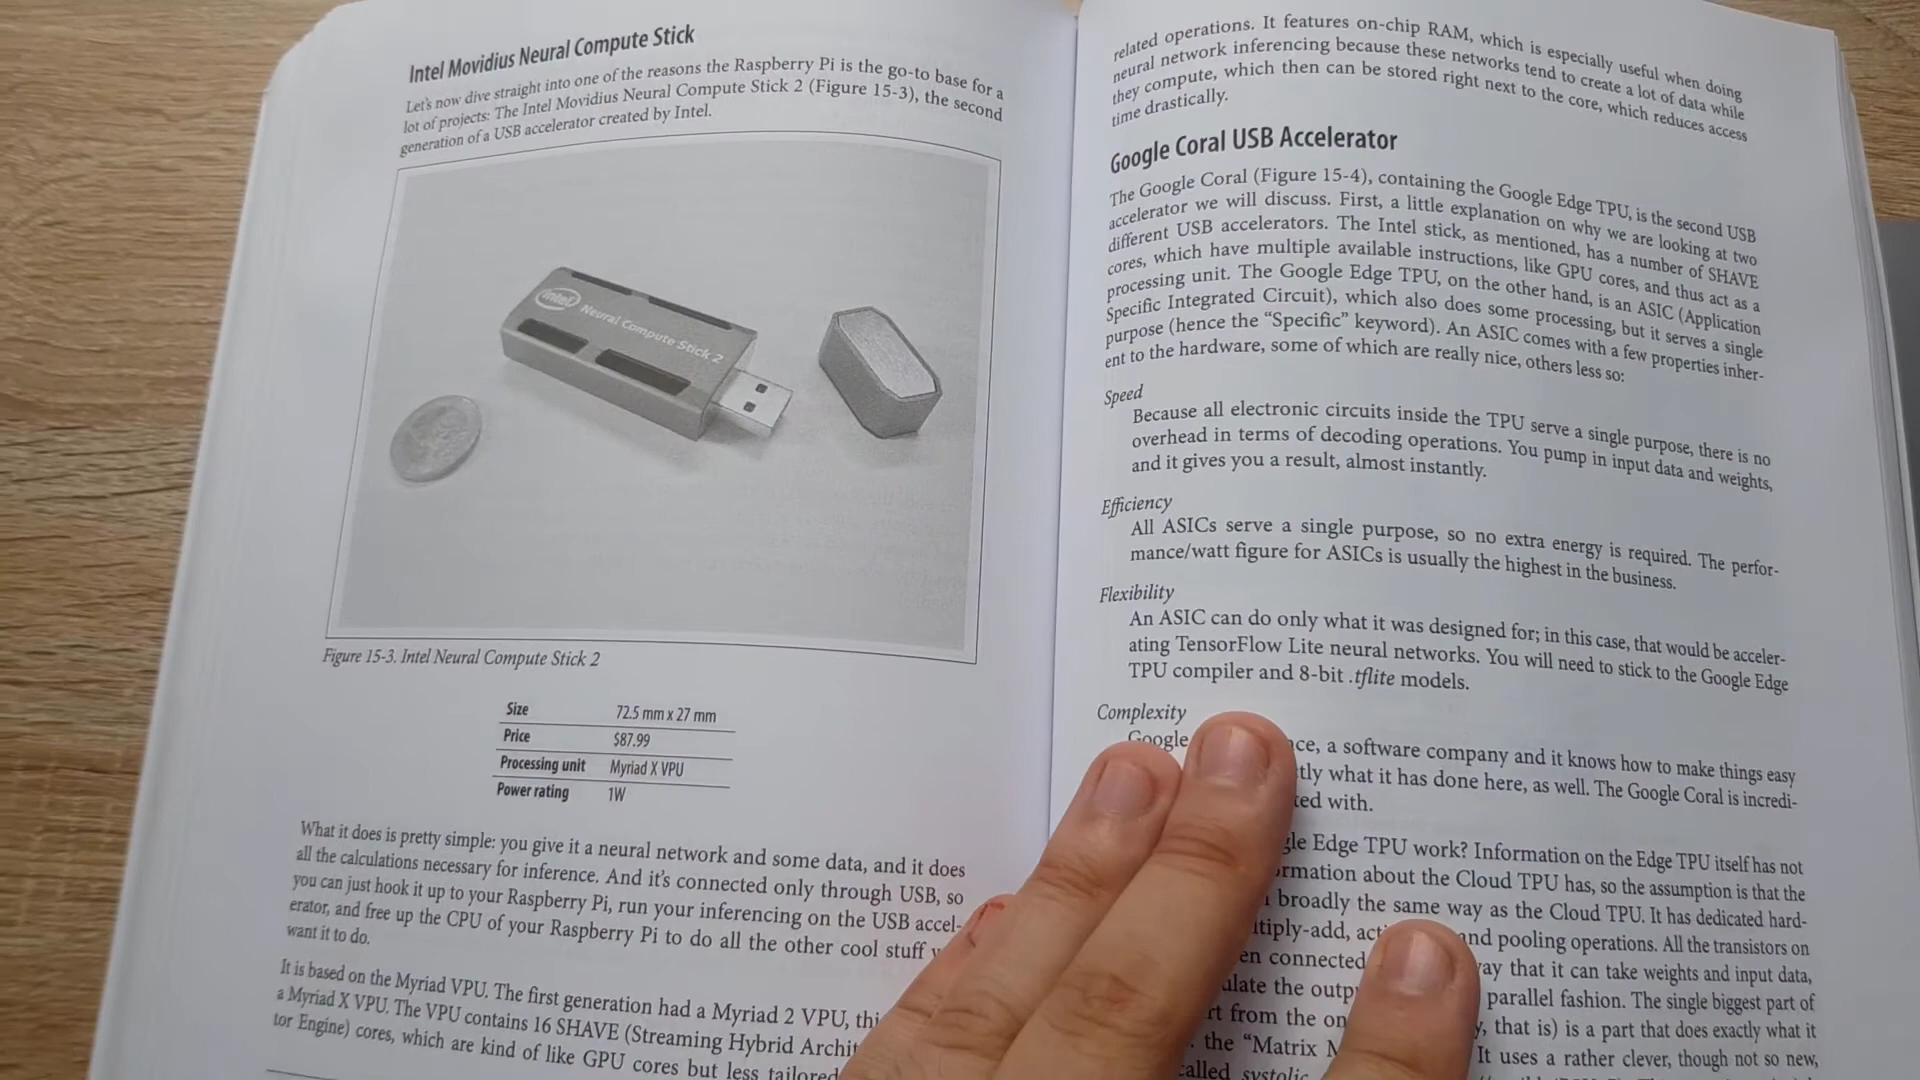 Intel Movidius Neural Compute Stick
Let's now dive straight into one of the reasons the Raspberry Pi is the go-to base for a
lot of projects: The Intel Movidius Neural Compute Stick 2 (Figure 15-3), the second
generation of a USB accelerator created by Intel.
intel Neural Compute Stick 2
Figure 15-3. Intel Neural Compute Stick 2
Size 72.5 mm x 27 mm
Price $87.99
Processing unit Myriad X VPU
Power rating 1W
What it does is pretty simple: you give it a neural network and some data, and it does
all the calculations necessary for inference. And it's connected only through USB, so
you can just hook it up to your Raspberry Pi, run your inferencing on the USB accel-
erator, and free up the CPU of your Raspberry Pi to do all the other cool stuff
want it to do.
It is based on the Myriad VPU. The first generation had a Myriad 2 VPU,
a Myriad X VPU. The VPU contains 16 SHAVE (Streaming Hybrid
tor Engine) cores, which are kind of like GPU cores but less tailored
related operations. It features on-chip RAM, which is especially useful when doing
neural network inferencing because these networks tend to create a lot of data while
they compute, which then can be stored right next to the core, which reduces access
time drastically.
Google Coral USB Accelerator
The Google Coral (Figure 15-4), containing the Google Edge TPU, is the second USB
accelerator we will discuss. First, a little explanation on why we are looking at two
different USB accelerators. The Intel stick, as mentioned, has a number of SHAVE
cores, which have multiple available instructions, like GPU cores, and thus act as a
processing unit. The Google Edge TPU, on the other hand, is an ASIC (Application
Specific Integrated Circuit), which also does some processing, but it serves a single
purpose (hence the “Specific” keyword). An ASIC comes with a few properties inher-
ent to the hardware, some of which are really nice, others less so:
Speed
Because all electronic circuits inside the TPU serve a single purpose, there is no
overhead in terms of decoding operations. You pump in input data and weights,
and it gives you a result, almost instantly.
Efficiency
All ASICs serve a single purpose, so no extra energy is required. The perfor-
mance/watt figure for ASICs is usually the highest in the business.
Flexibility
An ASIC can do only what it was designed for; in this case, that would be acceler-
ating TensorFlow Lite neural networks. You will need to stick to the Google Edge
TPU compiler and 8-bit .tflite models.
Complexity
Google a software company and it knows how to make things easy
what it has done here, as well. The Google Coral is incredi-
with.
Edge TPU work? Information on the Edge TPU itself has not
about the Cloud TPU has, so the assumption is that the
broadly the same way as the Cloud TPU. It has dedicated hard-
and pooling operations. All the transistors on
connected that it can take weights and input data,
the parallel fashion. The single biggest part of
from the that is) is a part that does exactly what it
the “Matrix It uses a rather clever, though not so new,
systolic